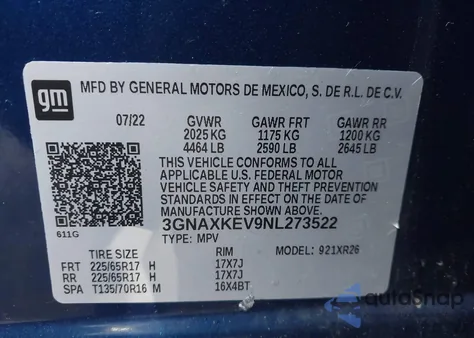 gm
MFD BY GENERAL MOTORS DE MEXICO, S. DE R.L. DE C.V.
07/22 GVWR GAWR FRT GAWR RR
2025 KG 1175 KG 1200 KG
4464 LB 2590 LB 2645 LB
THIS VEHICLE CONFORMS TO ALL
APPLICABLE U.S. FEDERAL MOTOR
VEHICLE SAFETY AND THEFT PREVENTION
STANDARDS IN EFFECT ON THE DATE OF
MANUFACTURE SHOWN ABOVE.
611G
3GNAXKEV9NL273522
TYPE: MPV MODEL: 921XR26
TIRE SIZE RIM
FRT 225/65R17 H 17X7J
RR 225/65R17 H 17X7J
SPA T135/70R16 M 16X4BT
AutoSnap